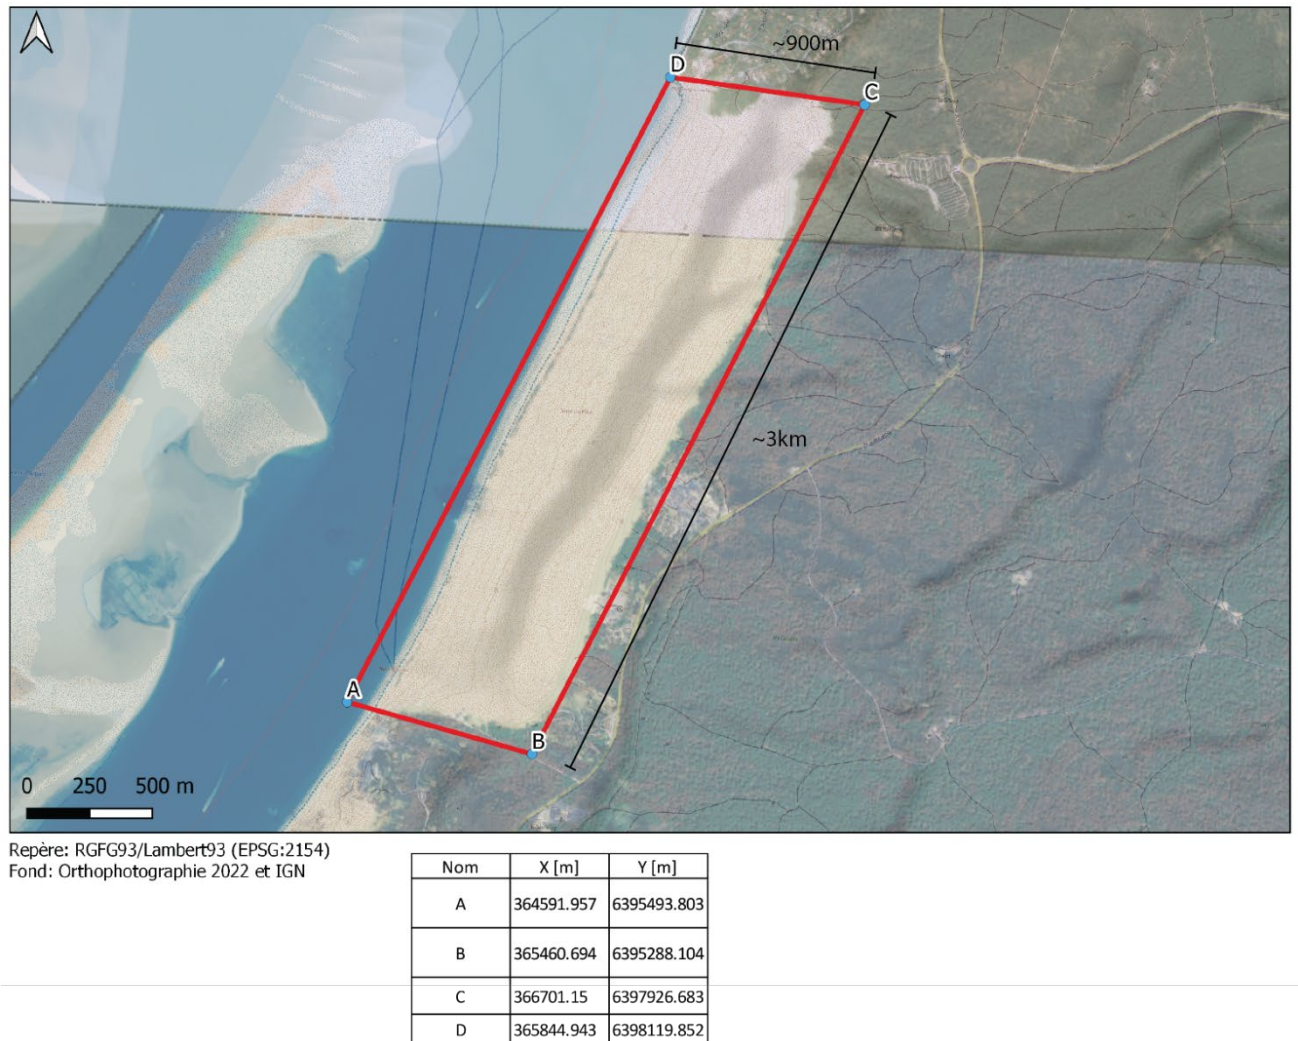 ~900m
D
C
~3km
A
B
0 250 500 m
Repère: RGFG93/Lambert93 (EPSG:2154)
Fond: Orthophotographie 2022 et IGN
Nom X [m] Y [m]
A 364591.957 6395493.803
B 365460.694 6395288.104
C 366701.15 6397926.683
D 365844.943 6398119.852